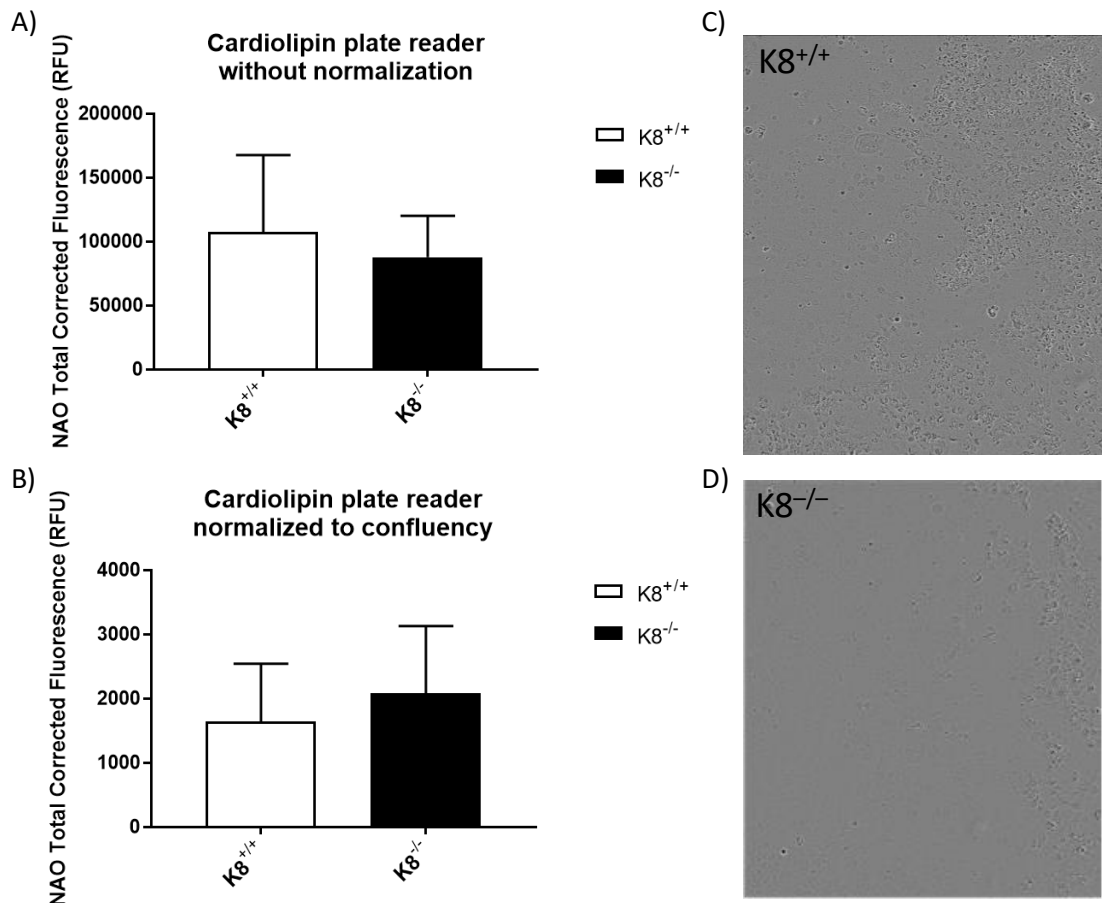 A)
Cardiolipin plate reader
without normalization
NAO Total Corrected Fluorescence (RFU)
200000
150000
100000
50000
0
K8+/+
K8-/-
K8+/+
K8-/-
B)
Cardiolipin plate reader
normalized to confluency
NAO Total Corrected Fluorescence (RFU)
4000
3000
2000
1000
0
K8+/+
K8-/-
K8+/+
K8-/-
C)
K8+/+
D)
K8–/–